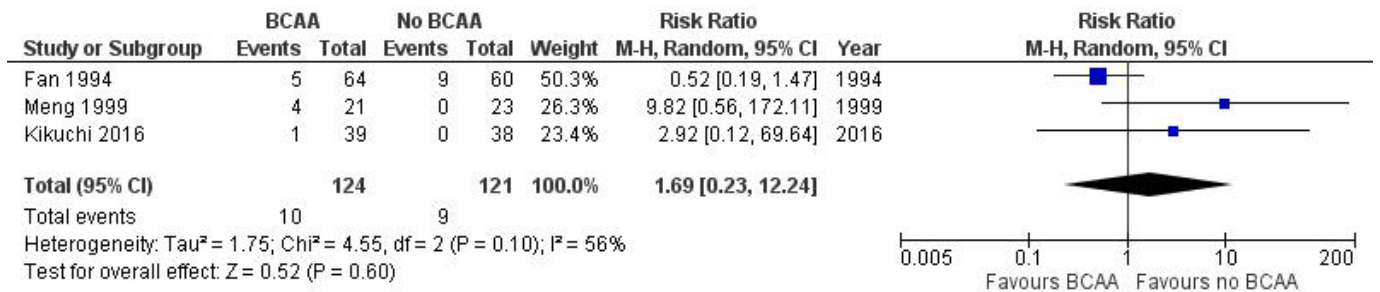 BCAA No BCAA Risk Ratio Risk Ratio
Study or Subgroup Events Total Events Total Weight M-H, Random, 95% CI Year M-H, Random, 95% CI
Fan 1994 5 64 9 60 50.3% 0.52 [0.19, 1.47] 1994
Meng 1999 4 21 0 23 26.3% 9.82 [0.56, 172.11] 1999
Kikuchi 2016 1 39 0 38 23.4% 2.92 [0.12, 69.64] 2016
Total (95% CI) 124 121 100.0% 1.69 [0.23, 12.24]
Total events 10 9
Heterogeneity: Tau² = 1.75; Chi² = 4.55, df = 2 (P = 0.10); I² = 56%
Test for overall effect: Z = 0.52 (P = 0.60)
0.005 0.1 1 10 200
Favours BCAA Favours no BCAA